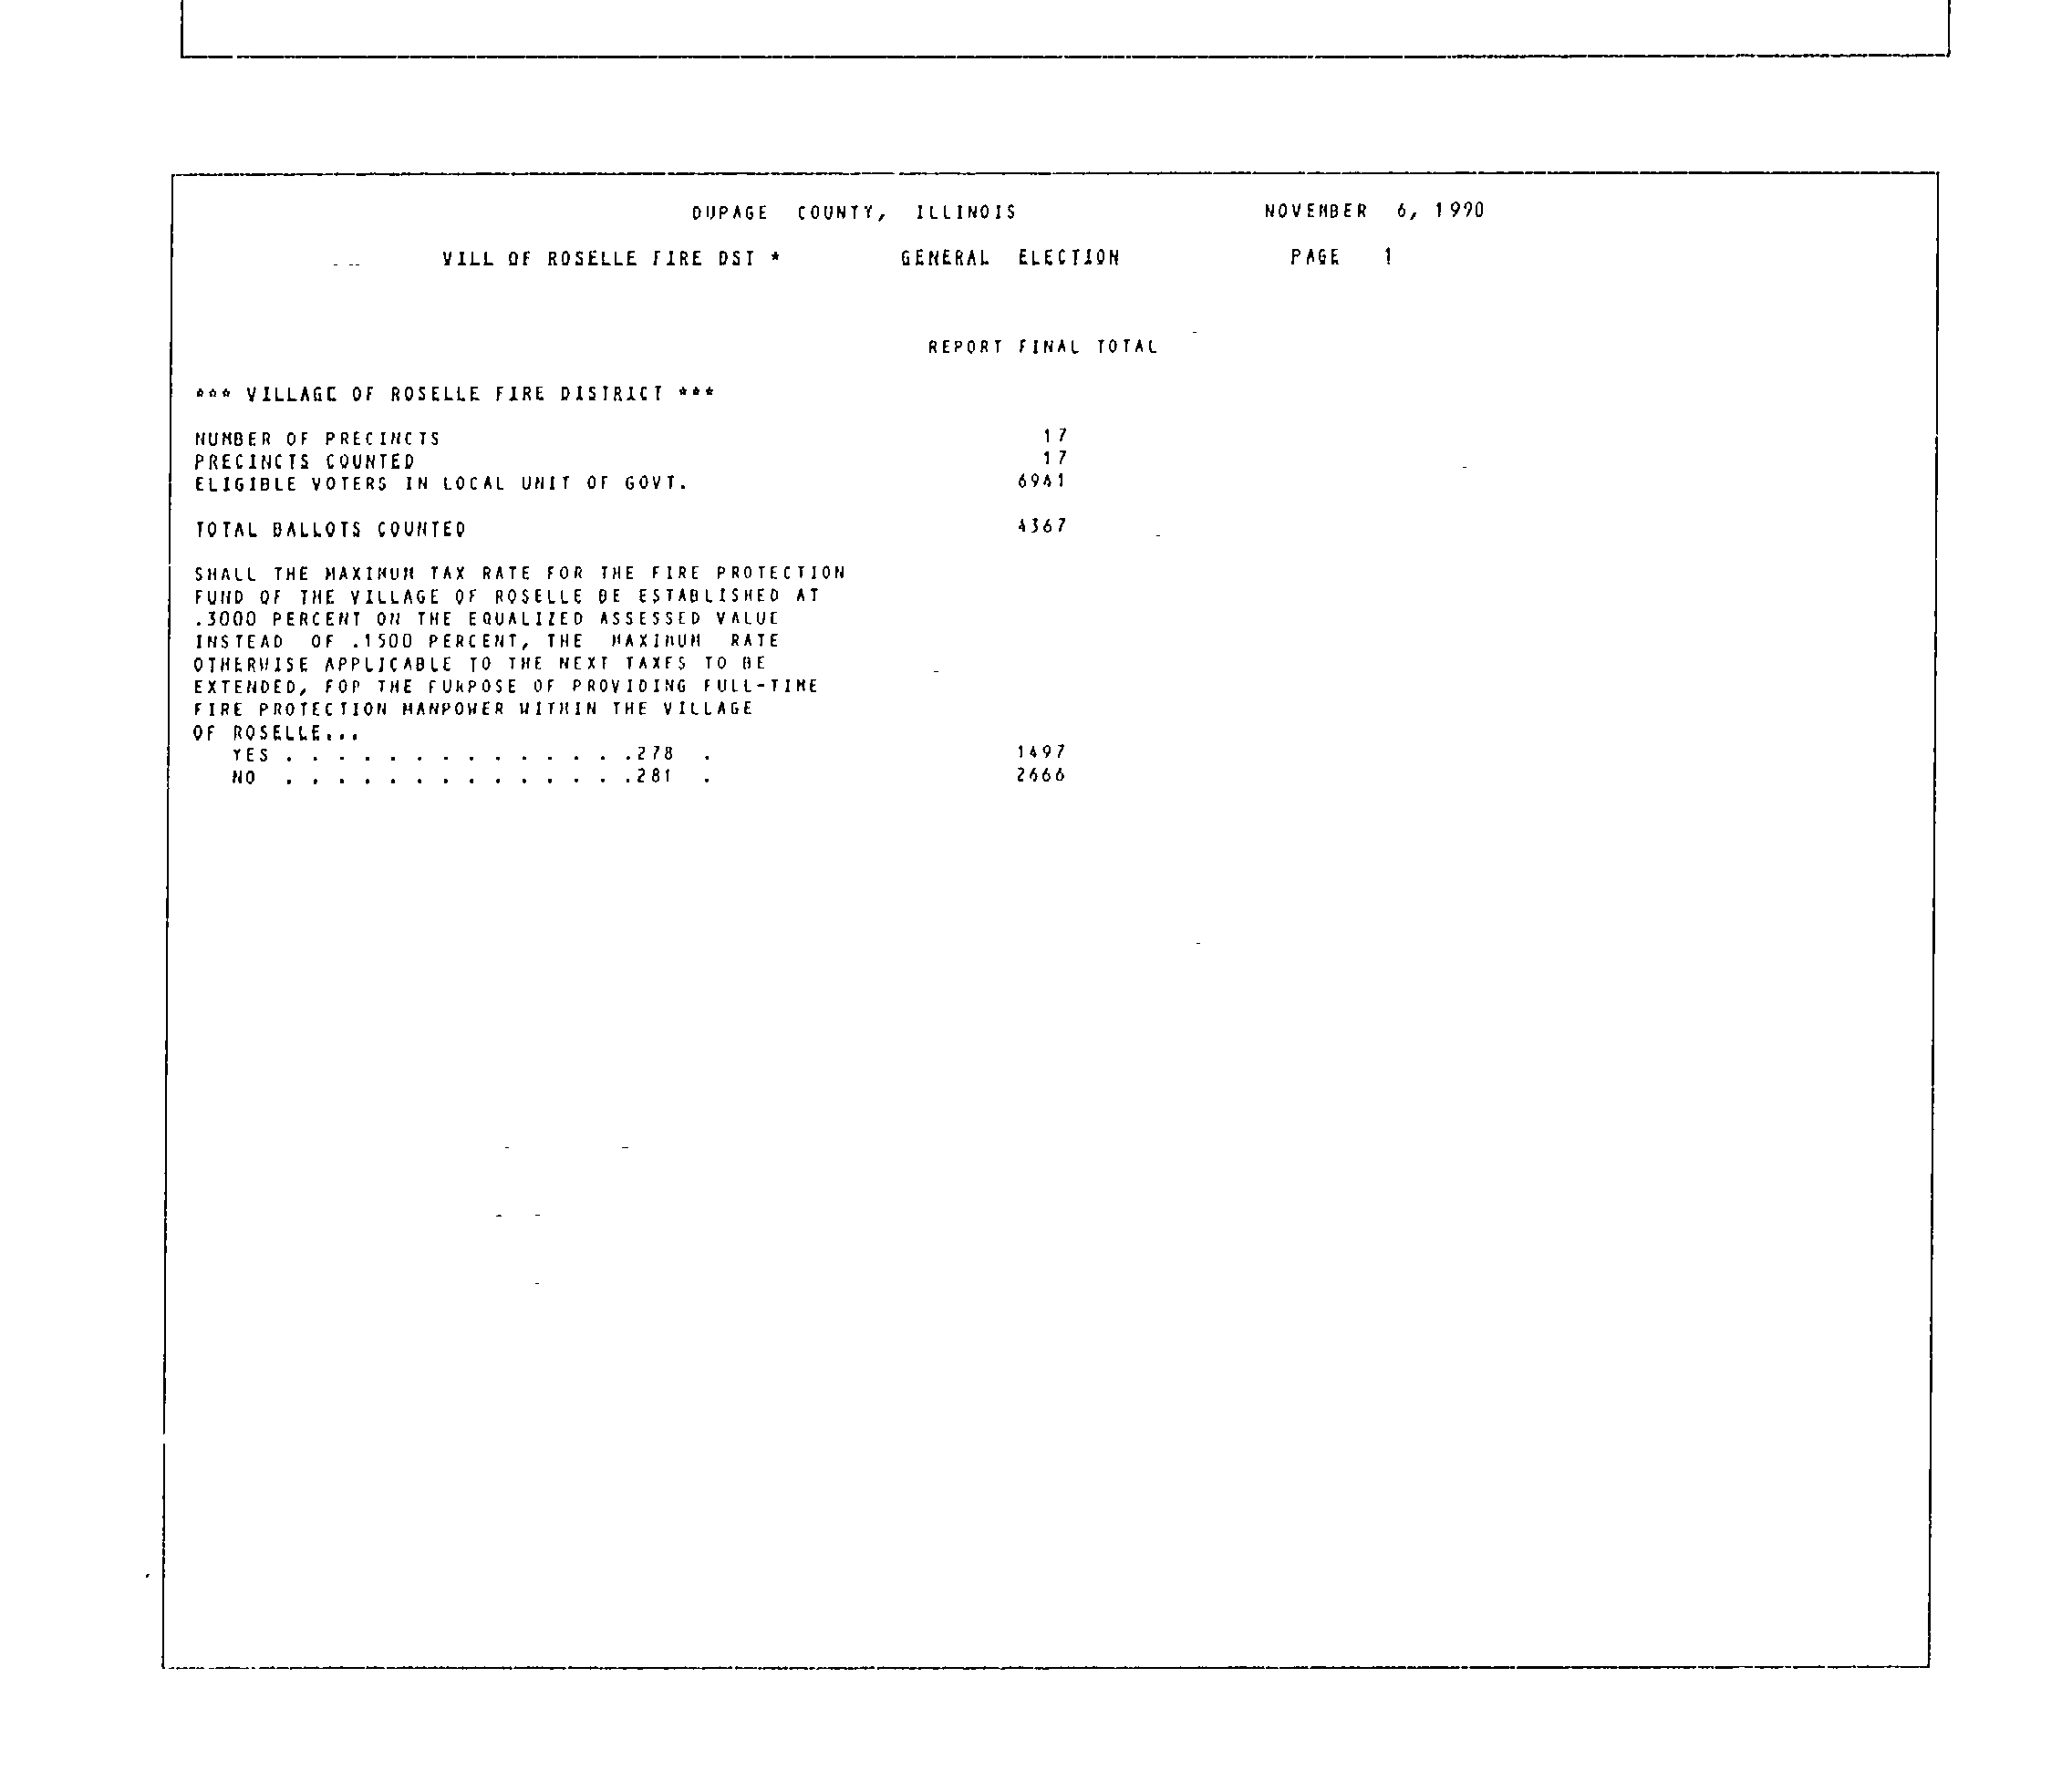 DUPAGE COUNTY, ILLINOIS NOVEMBER 6, 1990
VILL OF ROSELLE FIRE DST * GENERAL ELECTION PAGE 1
REPORT FINAL TOTAL
*** VILLAGE OF ROSELLE FIRE DISTRICT ***
NUMBER OF PRECINCTS 17
PRECINCTS COUNTED 17
ELIGIBLE VOTERS IN LOCAL UNIT OF GOVT.
TOTAL BALLOTS COUNTED 4367
SHALL THE MAXIMUM TAX RATE FOR THE FIRE PROTECTION
FUND OF THE VILLAGE OF ROSELLE BE ESTABLISHED AT
.3000 PERCENT ON THE EQUALIZED ASSESSED VALUE
INSTEAD OF .1500 PERCENT, THE MAXIMUM RATE
OTHERWISE APPLICABLE TO THE NEXT TAXES TO BE
EXTENDED, FOR THE PURPOSE OF PROVIDING FULL-TIME
FIRE PROTECTION MANPOWER WITHIN THE VILLAGE
OF ROSELLE...
YES . . . . . . . . . . . . . .278 . 1497
NO . . . . . . . . . . . . . .281 . 2666